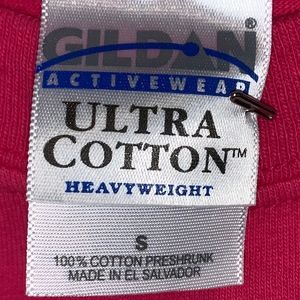 GILDAN
ACTIVEWEAR
ULTRA
COTTON™
HEAVYWEIGHT
S
100% COTTON PRESHRUNK
MADE IN EL SALVADOR